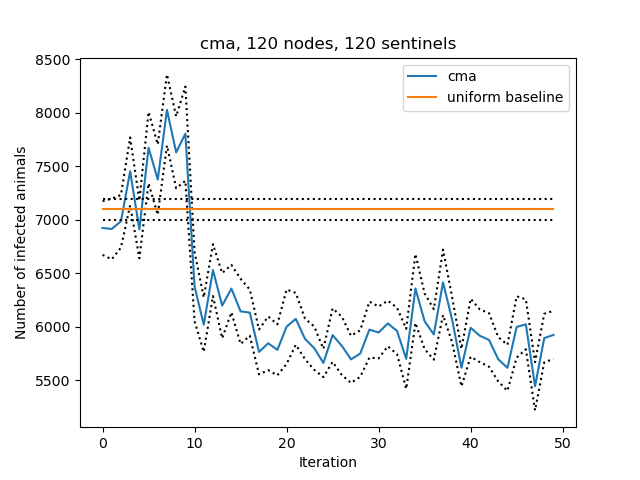 cma, 120 nodes, 120 sentinels
cma
uniform baseline
8500
8000
7500
7000
6500
6000
5500
Number of infected animals
0
10
20
30
40
50
Iteration